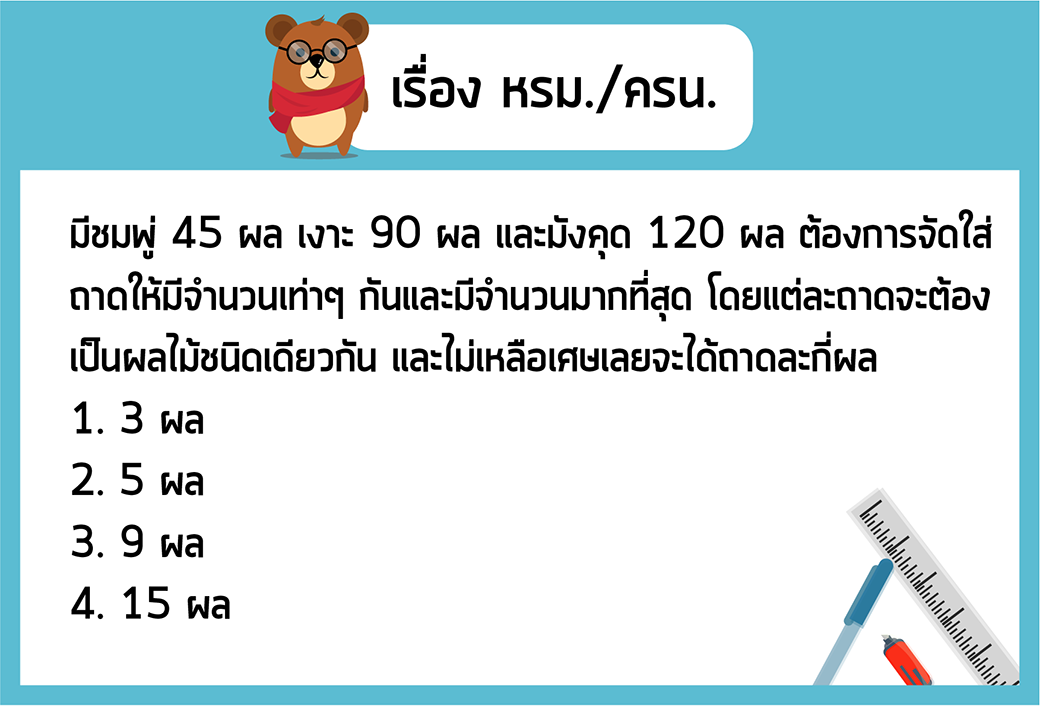 เรื่อง หรม./ครน.
มีชมพู่ 45 ผล เงาะ 90 ผล และมังคุด 120 ผล ต้องการจัดใส่
ถาดให้มีจำนวนเท่าๆ กันและมีจำนวนมากที่สุด โดยแต่ละถาดจะต้อง
เป็นผลไม้ชนิดเดียวกัน และไม่เหลือเศษเลยจะได้ถาดละกี่ผล
1. 3 ผล
2. 5 ผล
3. 9 ผล
4. 15 ผล